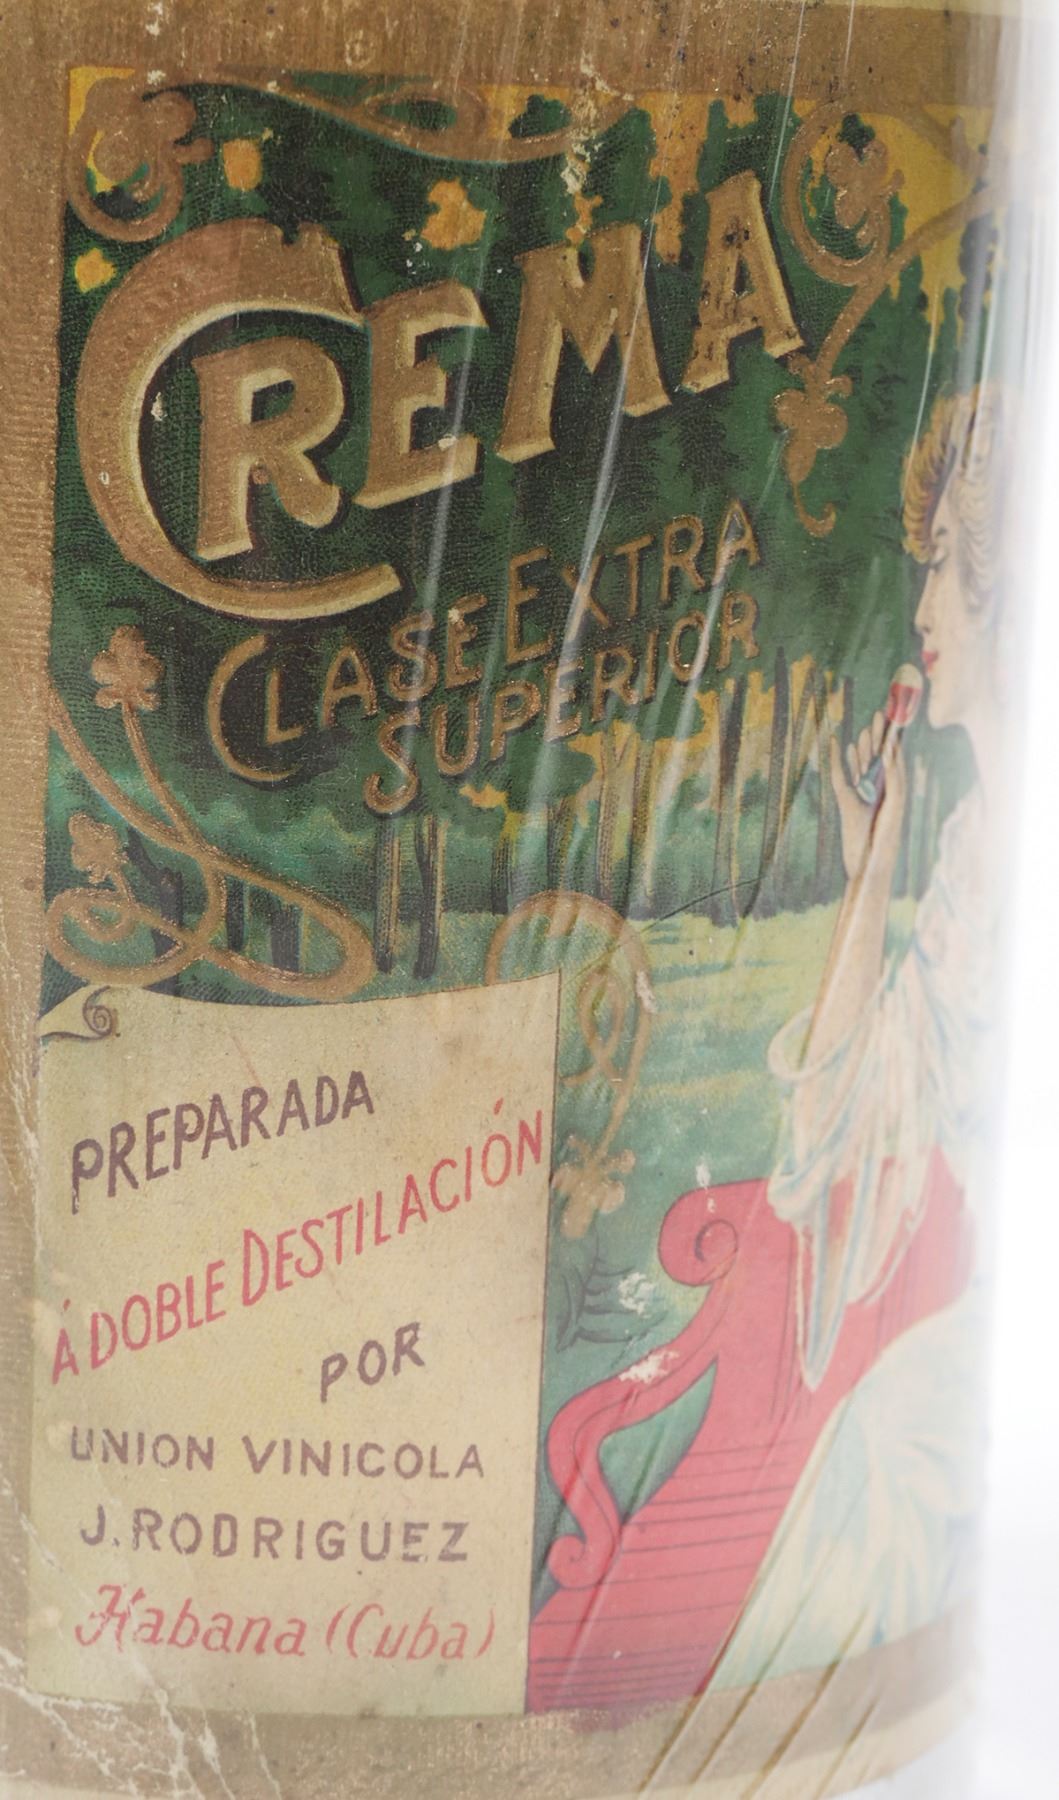 CREMA
CLASE EXTRA
SUPERIOR
PREPARADA
Á DOBLE DESTILACIÓN
POR
UNION VINICOLA
J. RODRIGUEZ
Habana (Cuba)